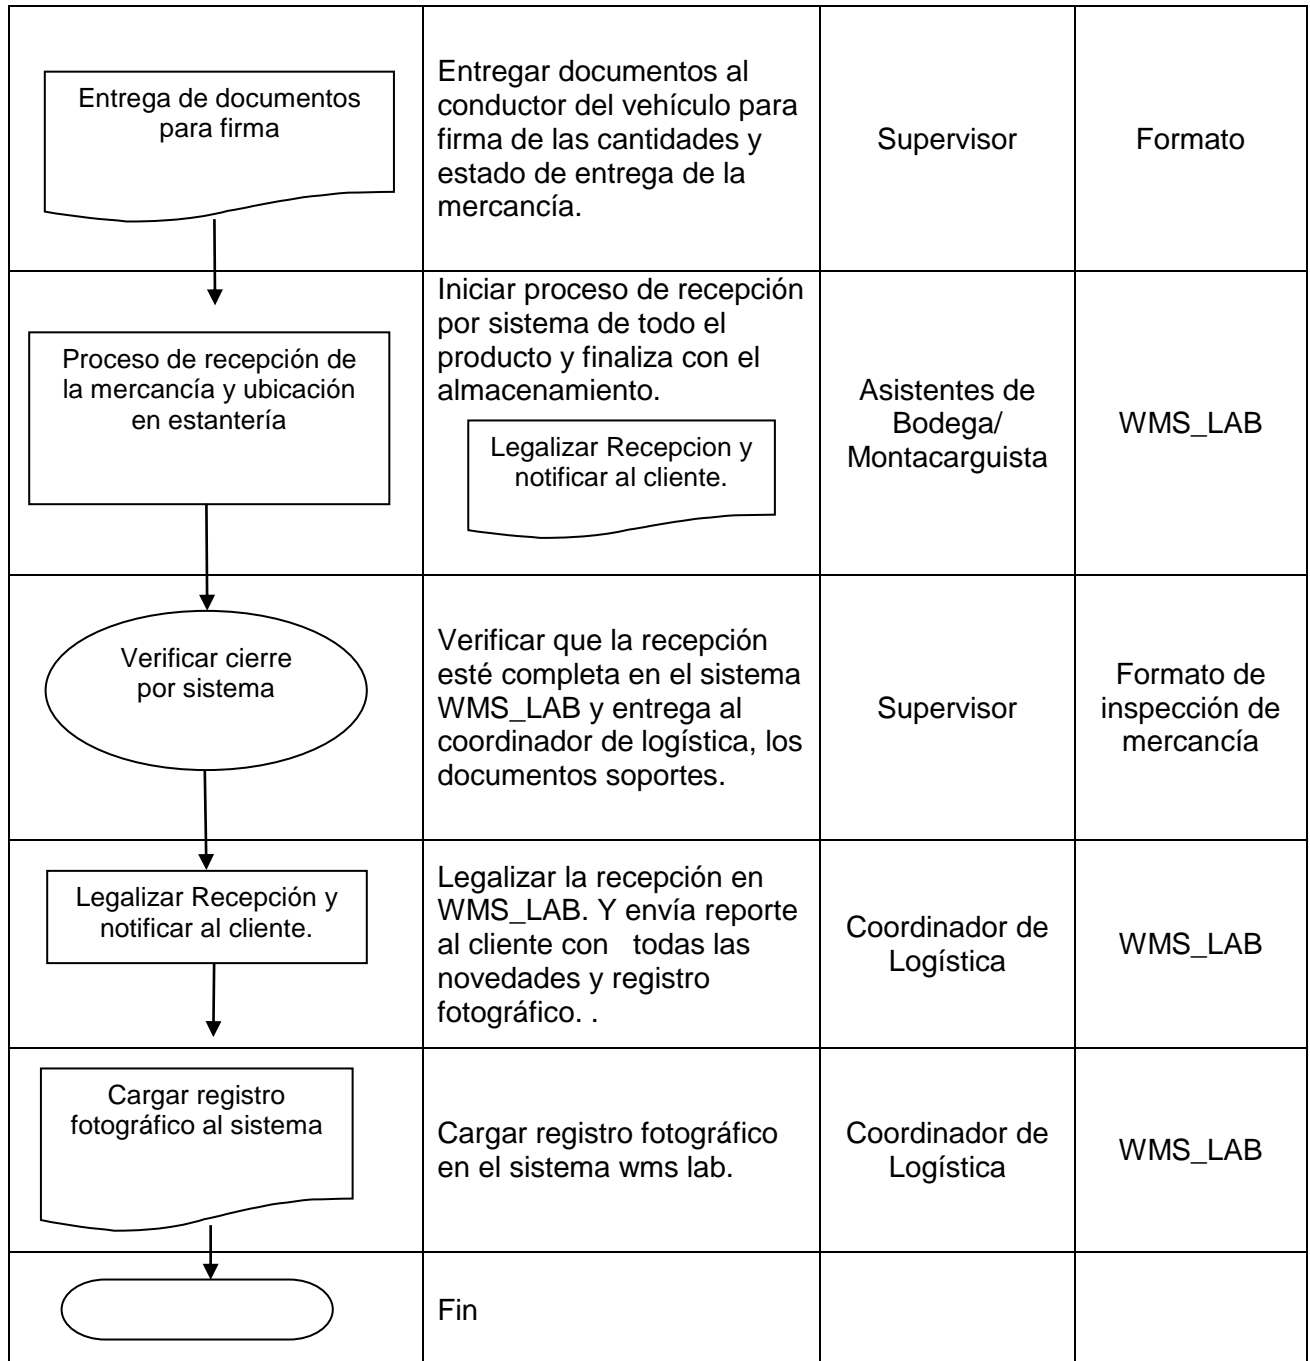 Entrega de documentos
para firma
Entregar documentos al
conductor del vehículo para
firma de las cantidades y
estado de entrega de la
mercancía.
Supervisor
Formato
Proceso de recepción de
la mercancía y ubicación
en estantería
Iniciar proceso de recepción
por sistema de todo el
producto y finaliza con el
almacenamiento.
Legalizar Recepcion y
notificar al cliente.
Asistentes de
Bodega/
Montacarguista
WMS_LAB
Verificar cierre
por sistema
Verificar que la recepción
esté completa en el sistema
WMS_LAB y entrega al
coordinador de logística, los
documentos soportes.
Supervisor
Formato de
inspección de
mercancía
Legalizar Recepción y
notificar al cliente.
Legalizar la recepción en
WMS_LAB. Y envía reporte
al cliente con   todas las
novedades y registro
fotográfico. .
Coordinador de
Logística
WMS_LAB
Cargar registro
fotográfico al sistema
Cargar registro fotográfico
en el sistema wms lab.
Coordinador de
Logística
WMS_LAB
Fin